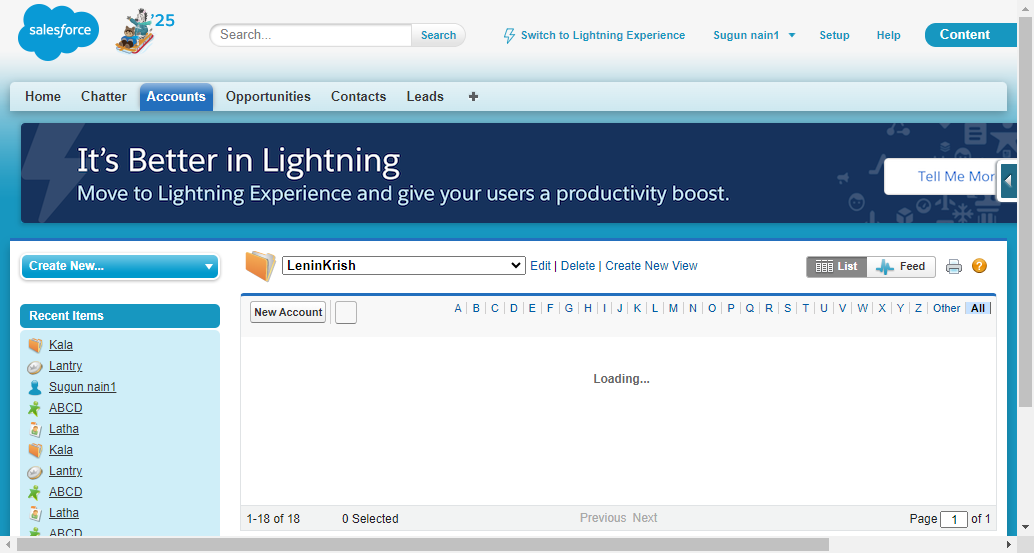 salesforce
'25
Search...
Search
Switch to Lightning Experience
Sugun nain1
Setup
Help
Content
Home
Chatter
Accounts
Opportunities
Contacts
Leads
+
It's Better in Lightning
Move to Lightning Experience and give your users a productivity boost.
Tell Me Mor
Create New...
LeninKrish
Edit | Delete | Create New View
List
Feed
?
Recent Items
New Account
A | B | C | D | E | F | G | H | I | J | K | L | M | N | O | P | Q | R | S | T | U | V | W | X | Y | Z | Other | All
Kala
Lantry
Sugun nain1
ABCD
Latha
Kala
Lantry
ABCD
Latha
ABCD
Loading...
1-18 of 18
0 Selected
Previous Next
Page 1 of 1